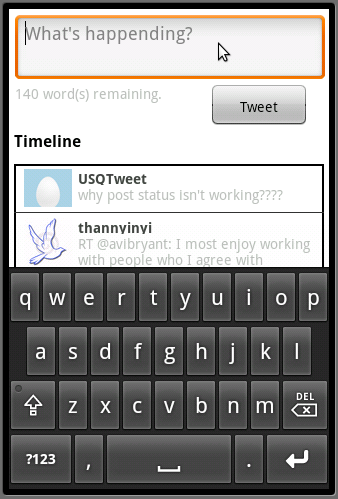 What's happending?
140 word(s) remaining.
Tweet
Timeline
USQTweet
why post status isn't working????
thannyinyi
RT @avibryant: I most enjoy working
with people who I agree with
q w e r t y u i o p
a s d f g h j k l
z x c v b n m DEL
?123 , .